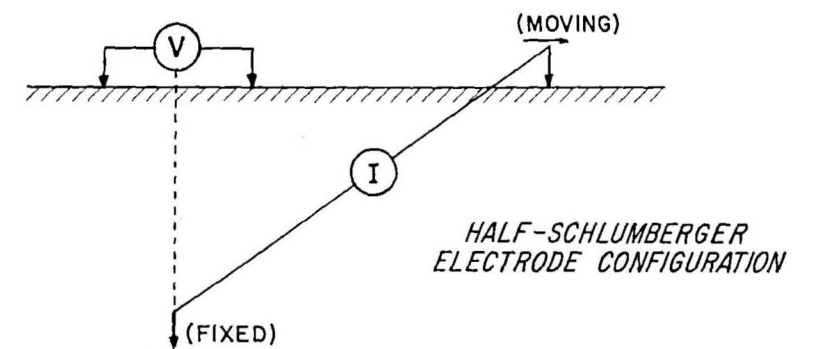 (MOVING)
V
I
HALF-SCHLUMBERGER
ELECTRODE CONFIGURATION
(FIXED)